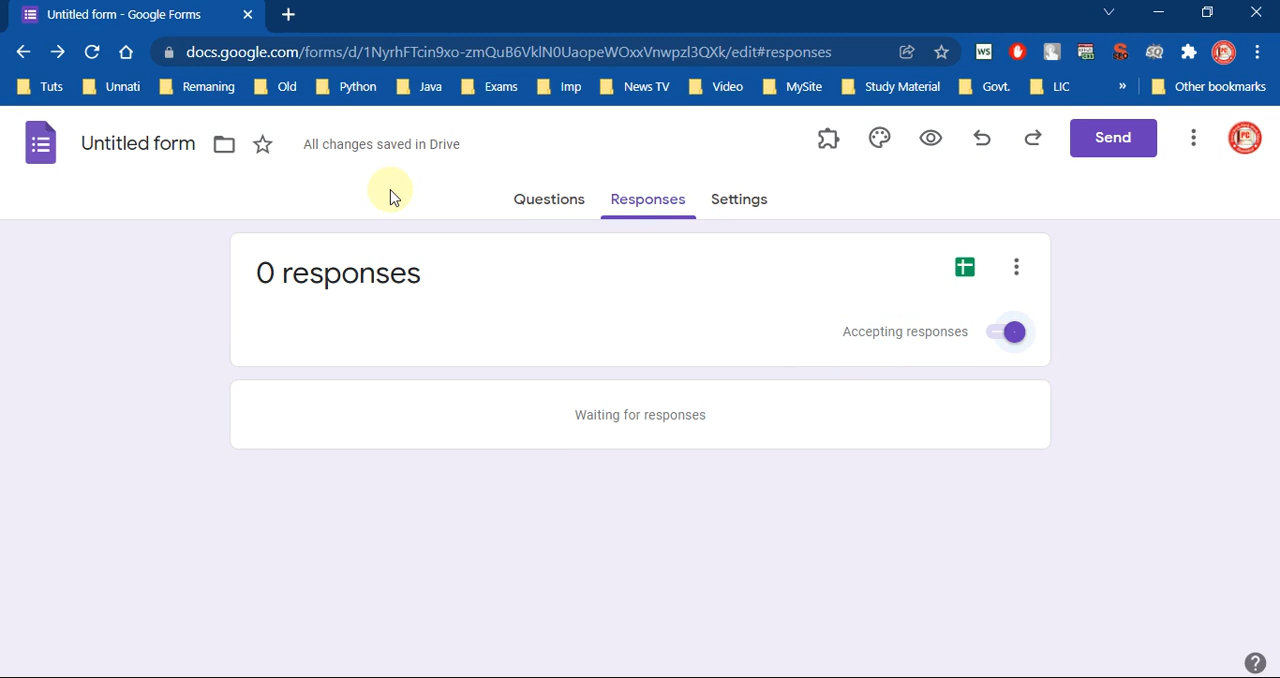 Untitled form - Google Forms
docs.google.com/forms/d/1NyrhFTcin9xo-zmQuB6VklN0UaopeWOxxVnwpzl3QXk/edit#responses
Tuts Unnati Remaning Old Python Java Exams Imp News TV Video MySite Study Material Govt. LIC » Other bookmarks
Untitled form All changes saved in Drive Send
Questions Responses Settings
0 responses
Accepting responses
Waiting for responses